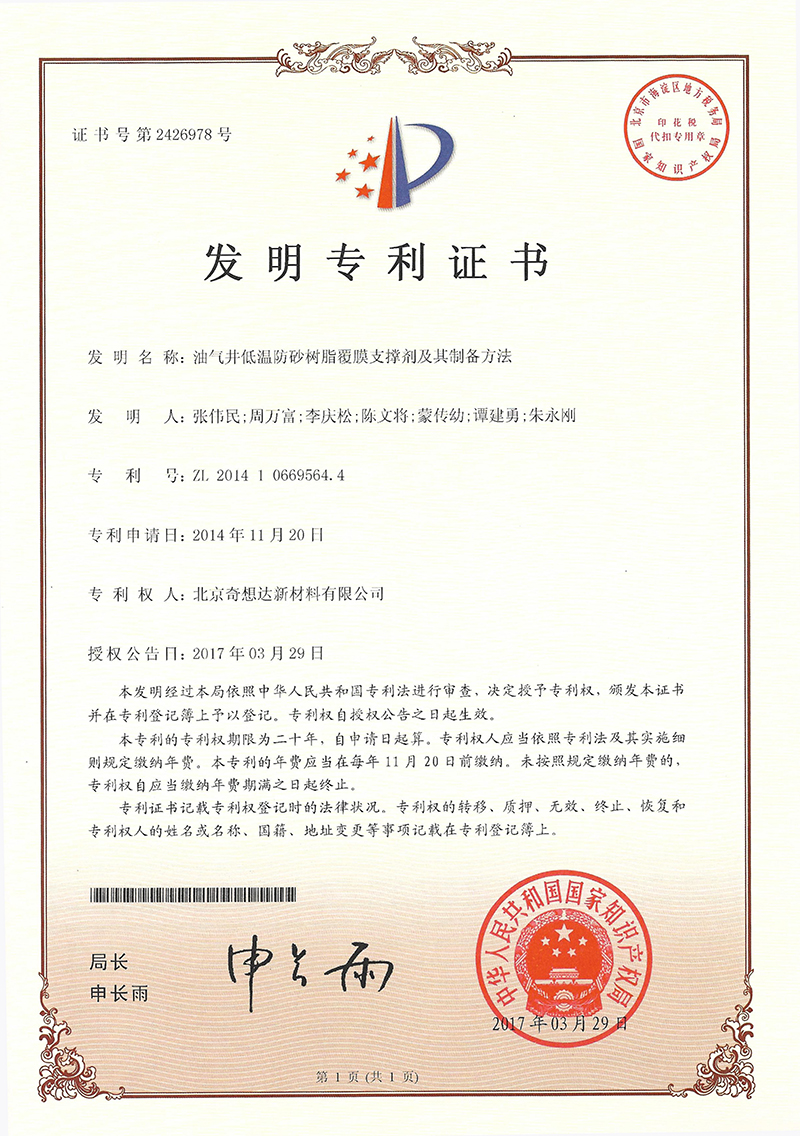 证书号第2426978号
北京市海淀区地方税务局
印花税
代扣专用章
国家知识产权局
发明专利证书
发明名称：油气井低温防砂树脂覆膜支撑剂及其制备方法
发明人：张伟民;周万富;李庆松;陈文将;蒙传幼;谭建勇;朱永刚
专利号：ZL 2014 1 0669564.4
专利申请日：2014年11月20日
专利权人：北京奇想达新材料有限公司
授权公告日：2017年03月29日
本发明经过本局依照中华人民共和国专利法进行审查，决定授予专利权，颁发本证书
并在专利登记簿上予以登记。专利权自授权公告之日起生效。
本专利的专利权期限为二十年，自申请日起算。专利权人应当依照专利法及其实施细
则规定缴纳年费。本专利的年费应当在每年11月20日前缴纳。未按照规定缴纳年费的，
专利权自应当缴纳年费期满之日起终止。
专利证书记载专利权登记时的法律状况。专利权的转移、质押、无效、终止、恢复和
专利权人的姓名或名称、国籍、地址变更等事项记载在专利登记簿上。
局长
申长雨
申长雨
中华人民共和国国家知识产权局
2017年03月29日
第1页(共1页)